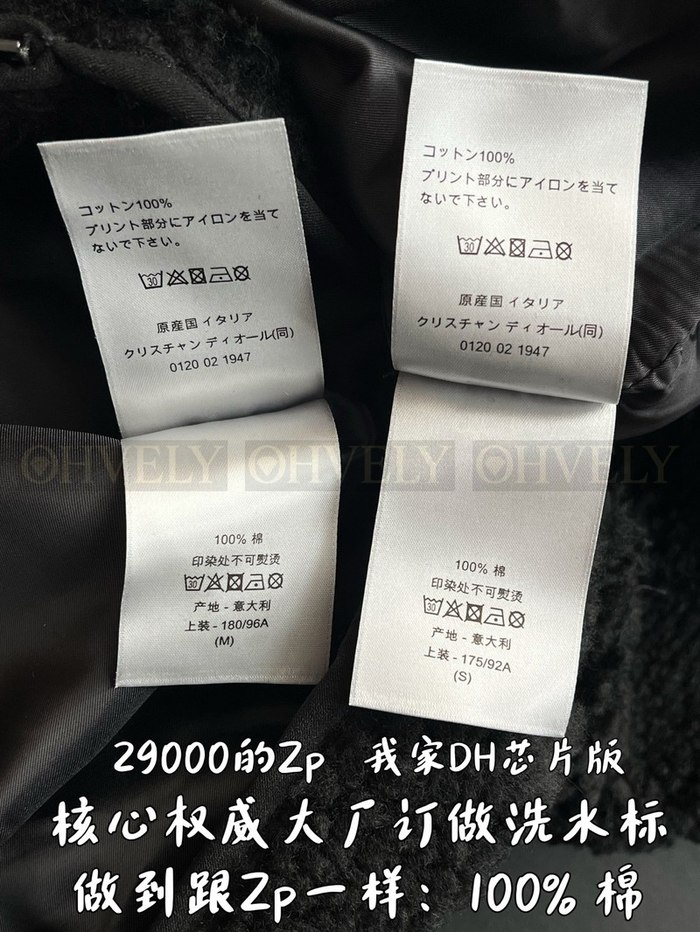 コットン100%
プリント部分にアイロンを当て
ないで下さい。
30
原産国 イタリア
クリスチャン ディオール(同)
0120 02 1947
100% 棉
印染处不可熨烫
30
产地 - 意大利
上装 - 180/96A
(M)
コットン100%
プリント部分にアイロンを当て
ないで下さい。
30
原産国 イタリア
クリスチャン ディオール(同)
0120 02 1947
100% 棉
印染处不可熨烫
30
产地 - 意大利
上装 - 175/92A
(S)
OHVELY OHVELY OHVELY
29000的Zp 我家DH芯片版
核心权威大厂订做洗水标
做到跟Zp一样：100% 棉